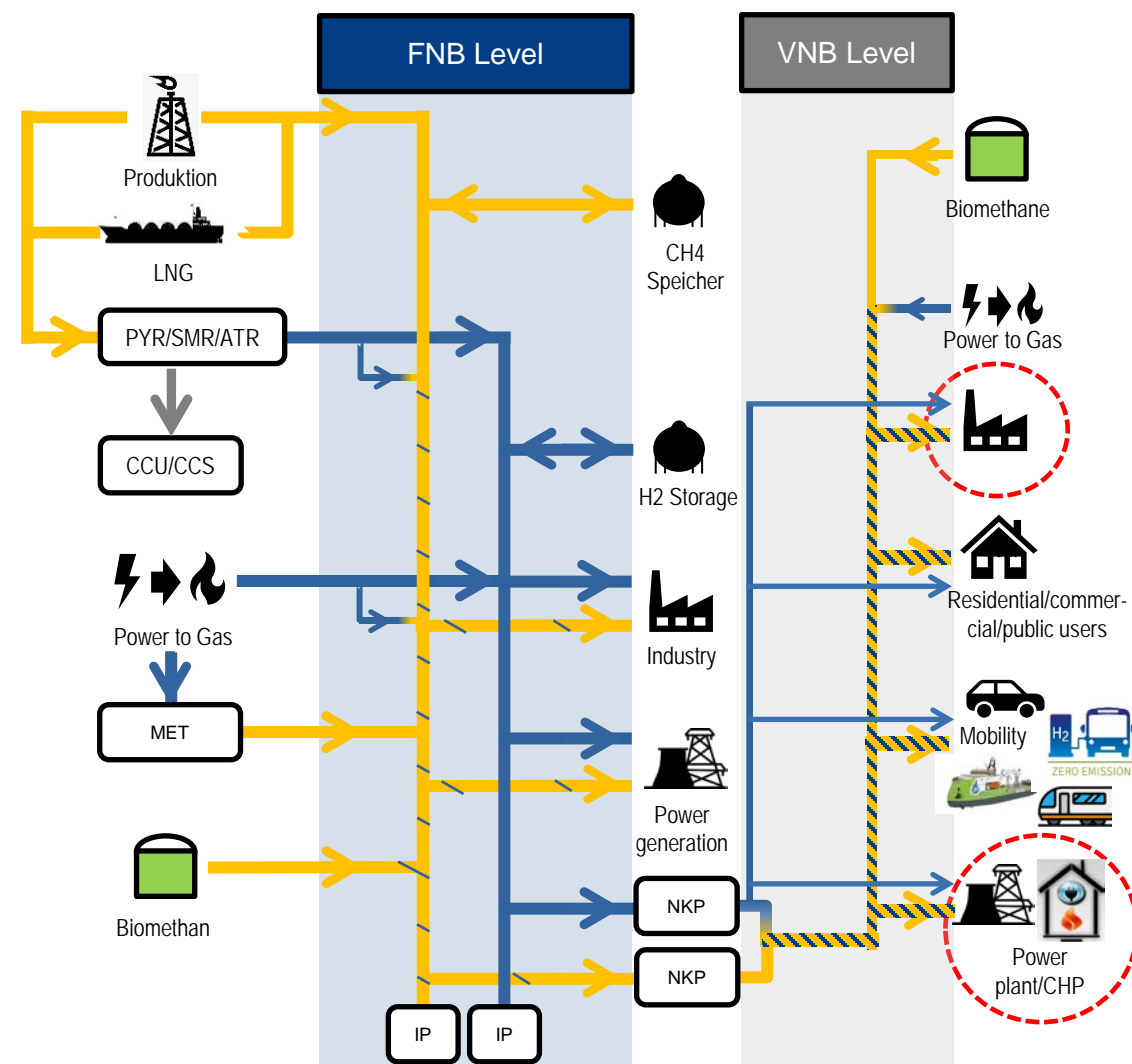 FNB Level
VNB Level
Produktion
LNG
CH4
Speicher
Biomethane
PYR/SMR/ATR
Power to Gas
CCU/CCS
H2 Storage
Power to Gas
Industry
Residential/commer-
cial/public users
MET
Mobility
H2
ZERO EMISSION
Power
generation
Biomethan
NKP
NKP
Power
plant/CHP
IP
IP